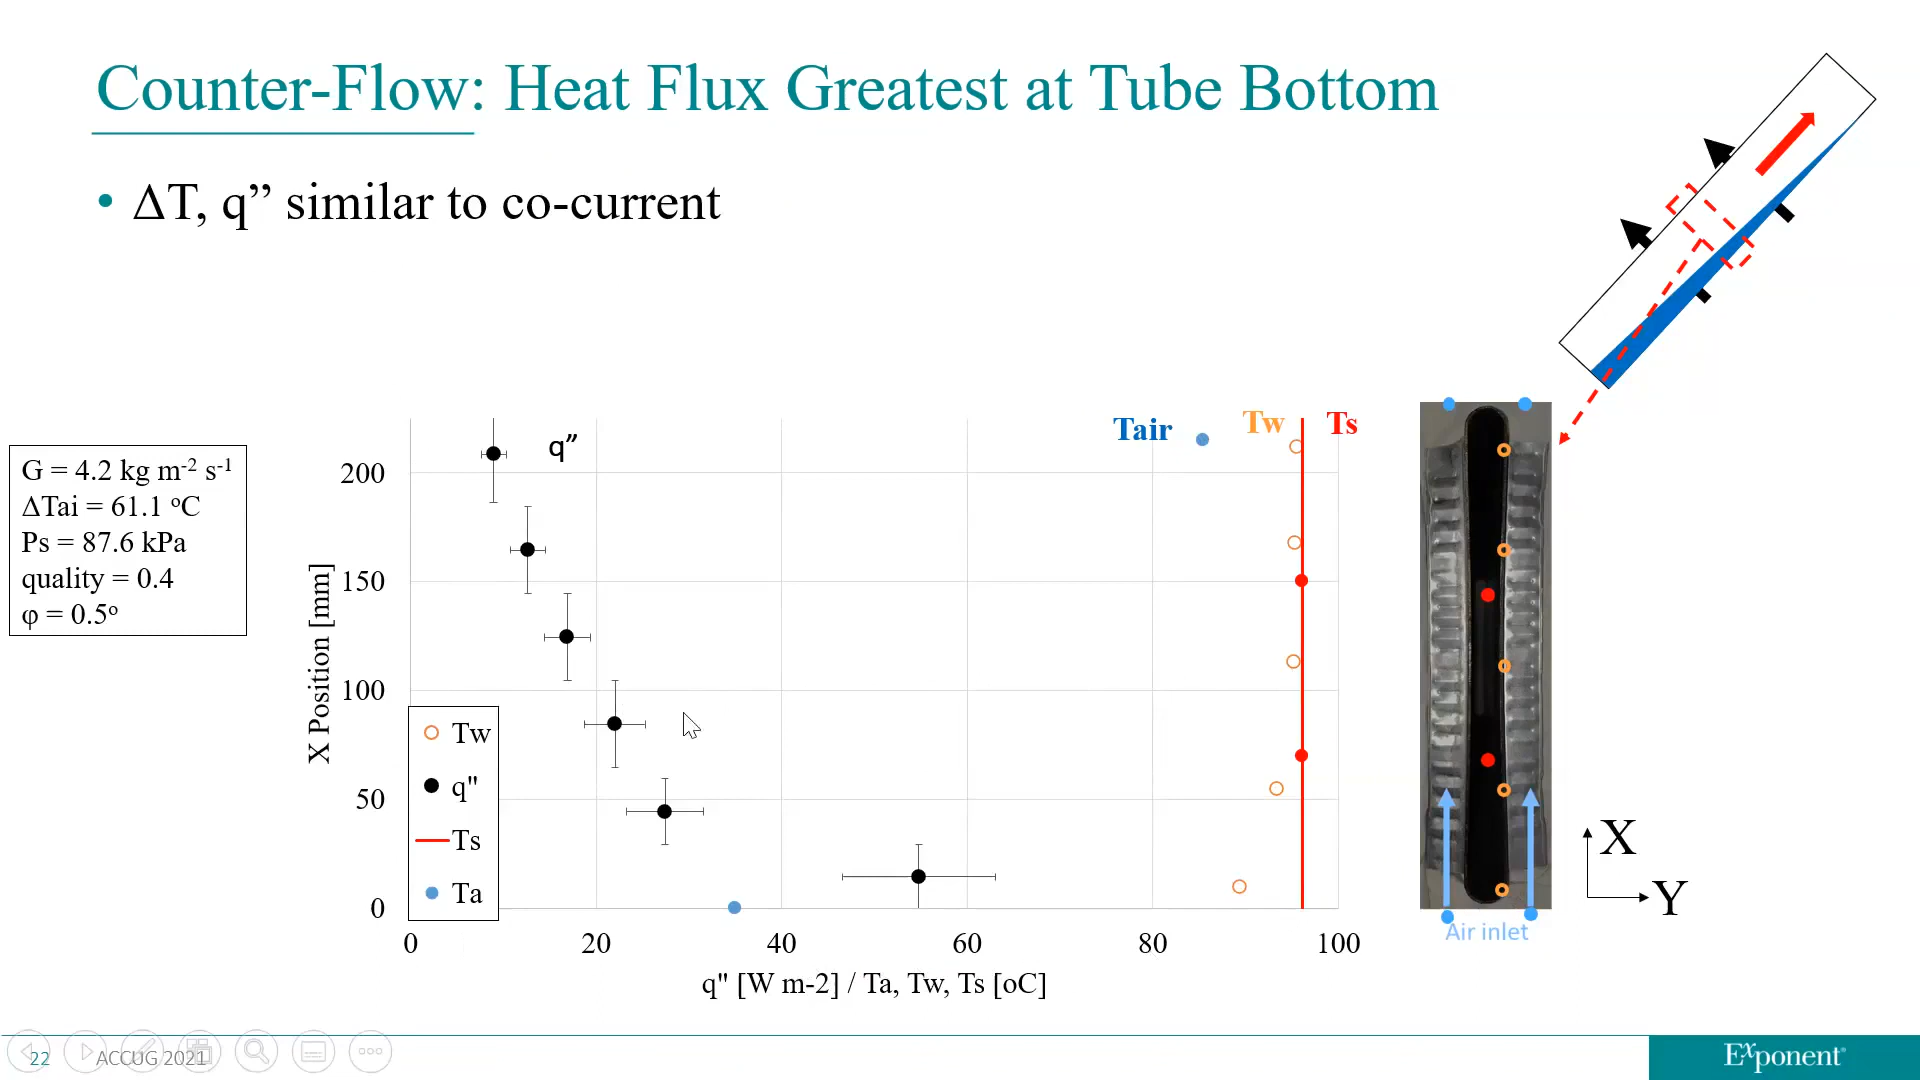 Counter-Flow: Heat Flux Greatest at Tube Bottom
• ΔT, q” similar to co-current
G = 4.2 kg m-2 s-1
ΔTai = 61.1 oC
Ps = 87.6 kPa
quality = 0.4
φ = 0.5o
q”
Tair
Tw
Ts
X Position [mm]
200
150
100
50
0
Tw
q"
Ts
Ta
0 20 40 60 80 100
q" [W m-2] / Ta, Tw, Ts [oC]
Air inlet
X
Y
22
ACCUG 2021
Exponent